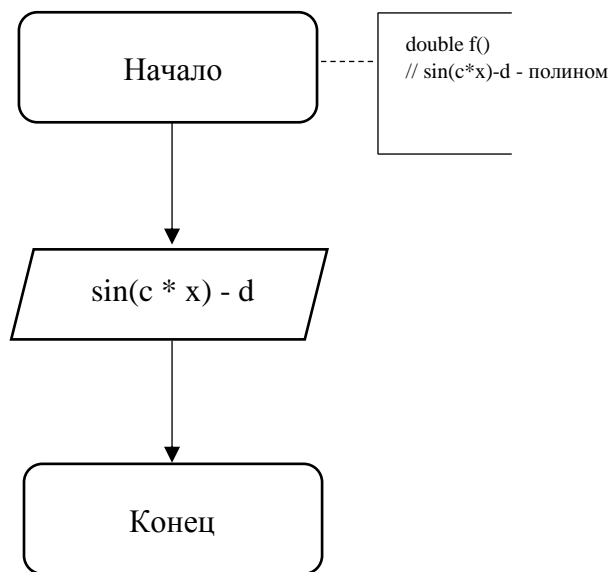 Начало
double f()
// sin(c*x)-d - полином
sin(c * x) - d
Конец